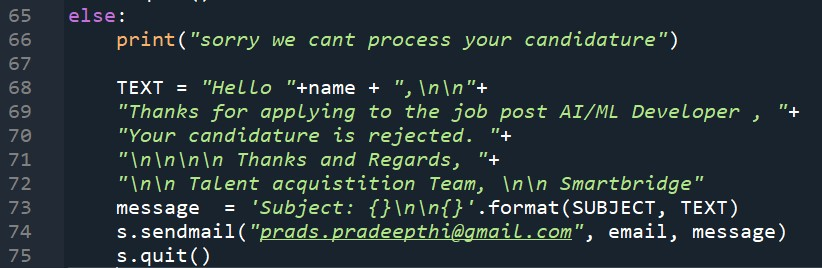 65 else:
66     print("sorry we cant process your candidature")
67
68     TEXT = "Hello "+name + ",\n\n"+
69     "Thanks for applying to the job post AI/ML Developer , "+
70     "Your candidature is rejected. "+
71     "\n\n\n\n Thanks and Regards, "+
72     "\n\n Talent acquistition Team, \n\n Smartbridge"
73     message  = 'Subject: {}\n\n{}'.format(SUBJECT, TEXT)
74     s.sendmail("prads.pradeepthi@gmail.com", email, message)
75     s.quit()